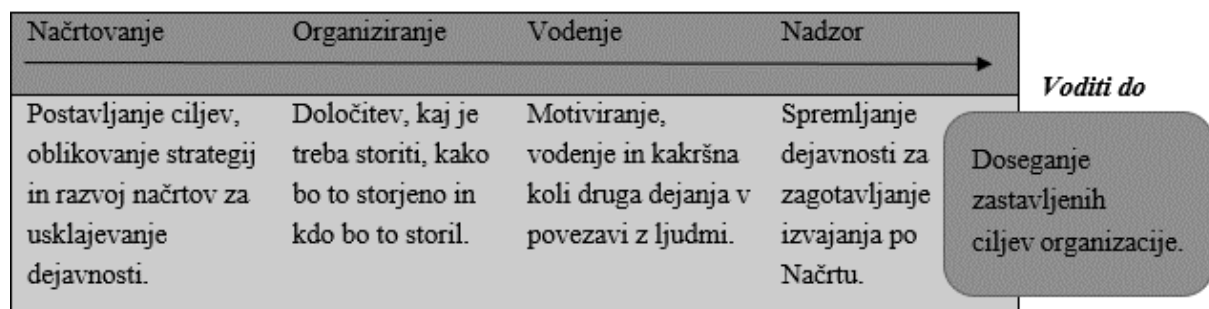 Načrtovanje
Organiziranje
Vodenje
Nadzor
Postavljanje ciljev,
oblikovanje strategij
in razvoj načrtov za
usklajevanje
dejavnosti.
Določitev, kaj je
treba storiti, kako
bo to storjeno in
kdo bo to storil.
Motiviranje,
vodenje in kakršna
koli druga dejanja v
povezavi z ljudmi.
Spremljanje
dejavnosti za
zagotavljanje
izvajanja po
Načrtu.
Voditi do
Doseganje
zastavljenih
ciljev organizacije.